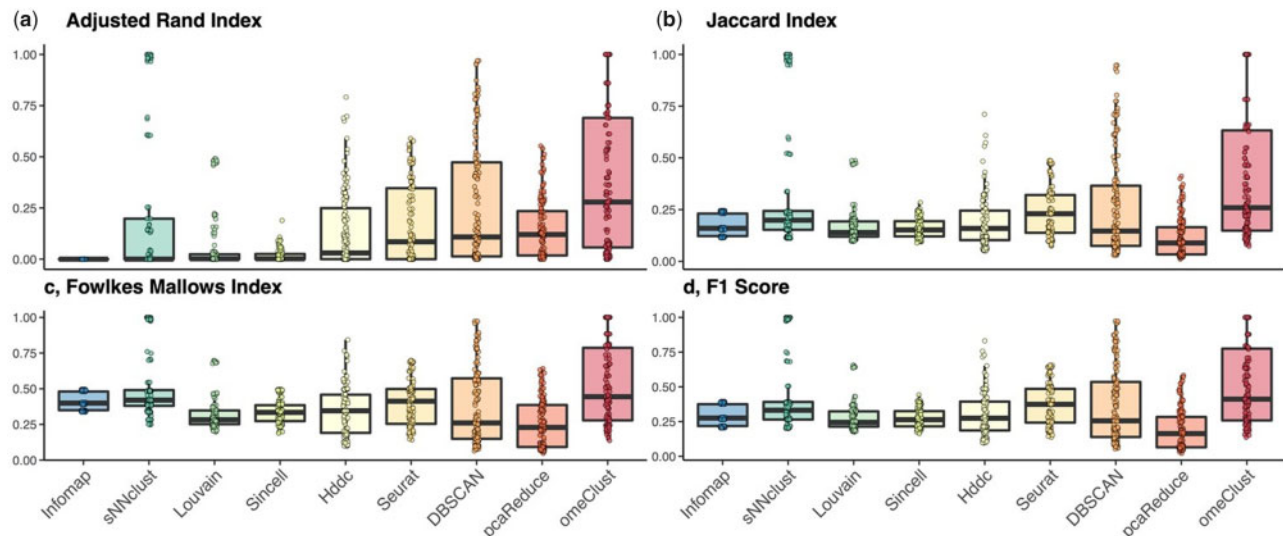 (a) Adjusted Rand Index
1.00
0.75
0.50
0.25
0.00
(b) Jaccard Index
1.00
0.75
0.50
0.25
0.00
c, Fowlkes Mallows Index
1.00
0.75
0.50
0.25
0.00
Infomap
sNNclust
Louvain
Sincell
Hddc
Seurat
DBSCAN
pcaReduce
omeClust
d, F1 Score
1.00
0.75
0.50
0.25
0.00
Infomap
sNNclust
Louvain
Sincell
Hddc
Seurat
DBSCAN
pcaReduce
omeClust